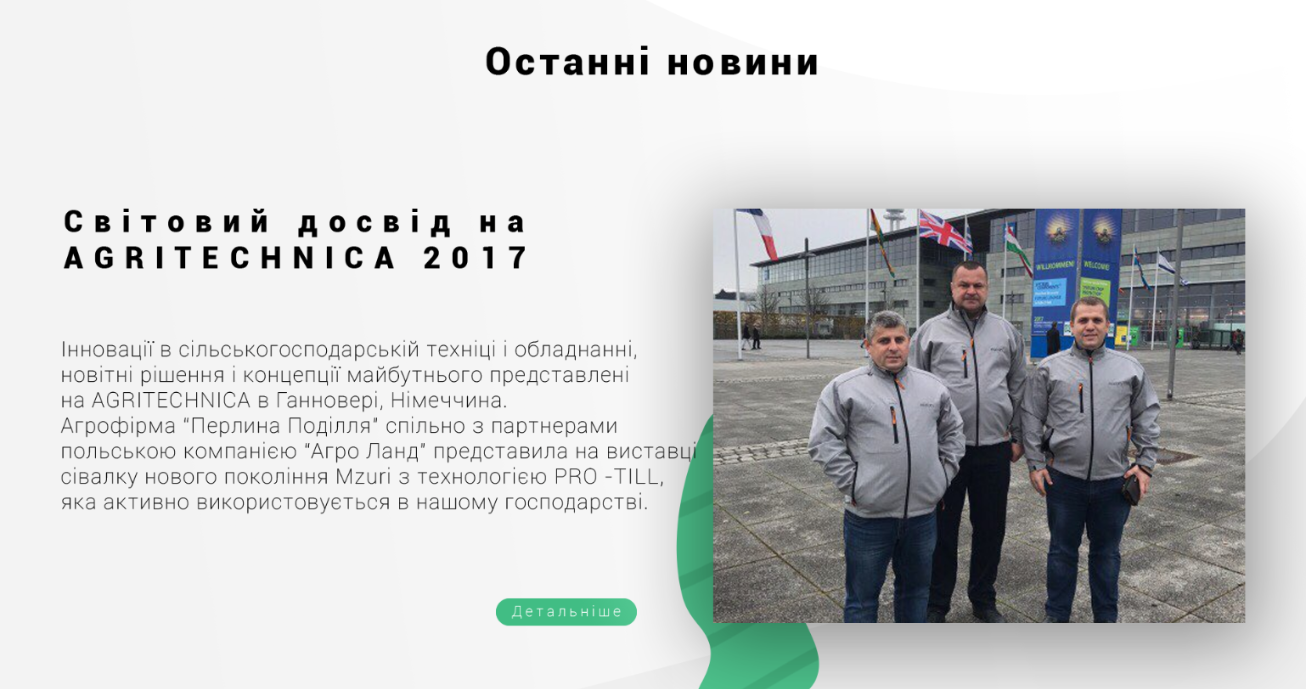 Останні новини
Світовий досвід на
AGRITECHNICA 2017
Інновації в сільськогосподарській техніці і обладнанні,
новітні рішення і концепції майбутнього представлені
на AGRITECHNICA в Ганновері, Німеччина.
Агрофірма "Перлина Поділля" спільно з партнерами
польською компанією "Агро Ланд" представила на виставці
сівалку нового покоління Mzuri з технологією PRO -TILL,
яка активно використовується в нашому господарстві.
Детальніше
WILLKOMMEN WELCOME